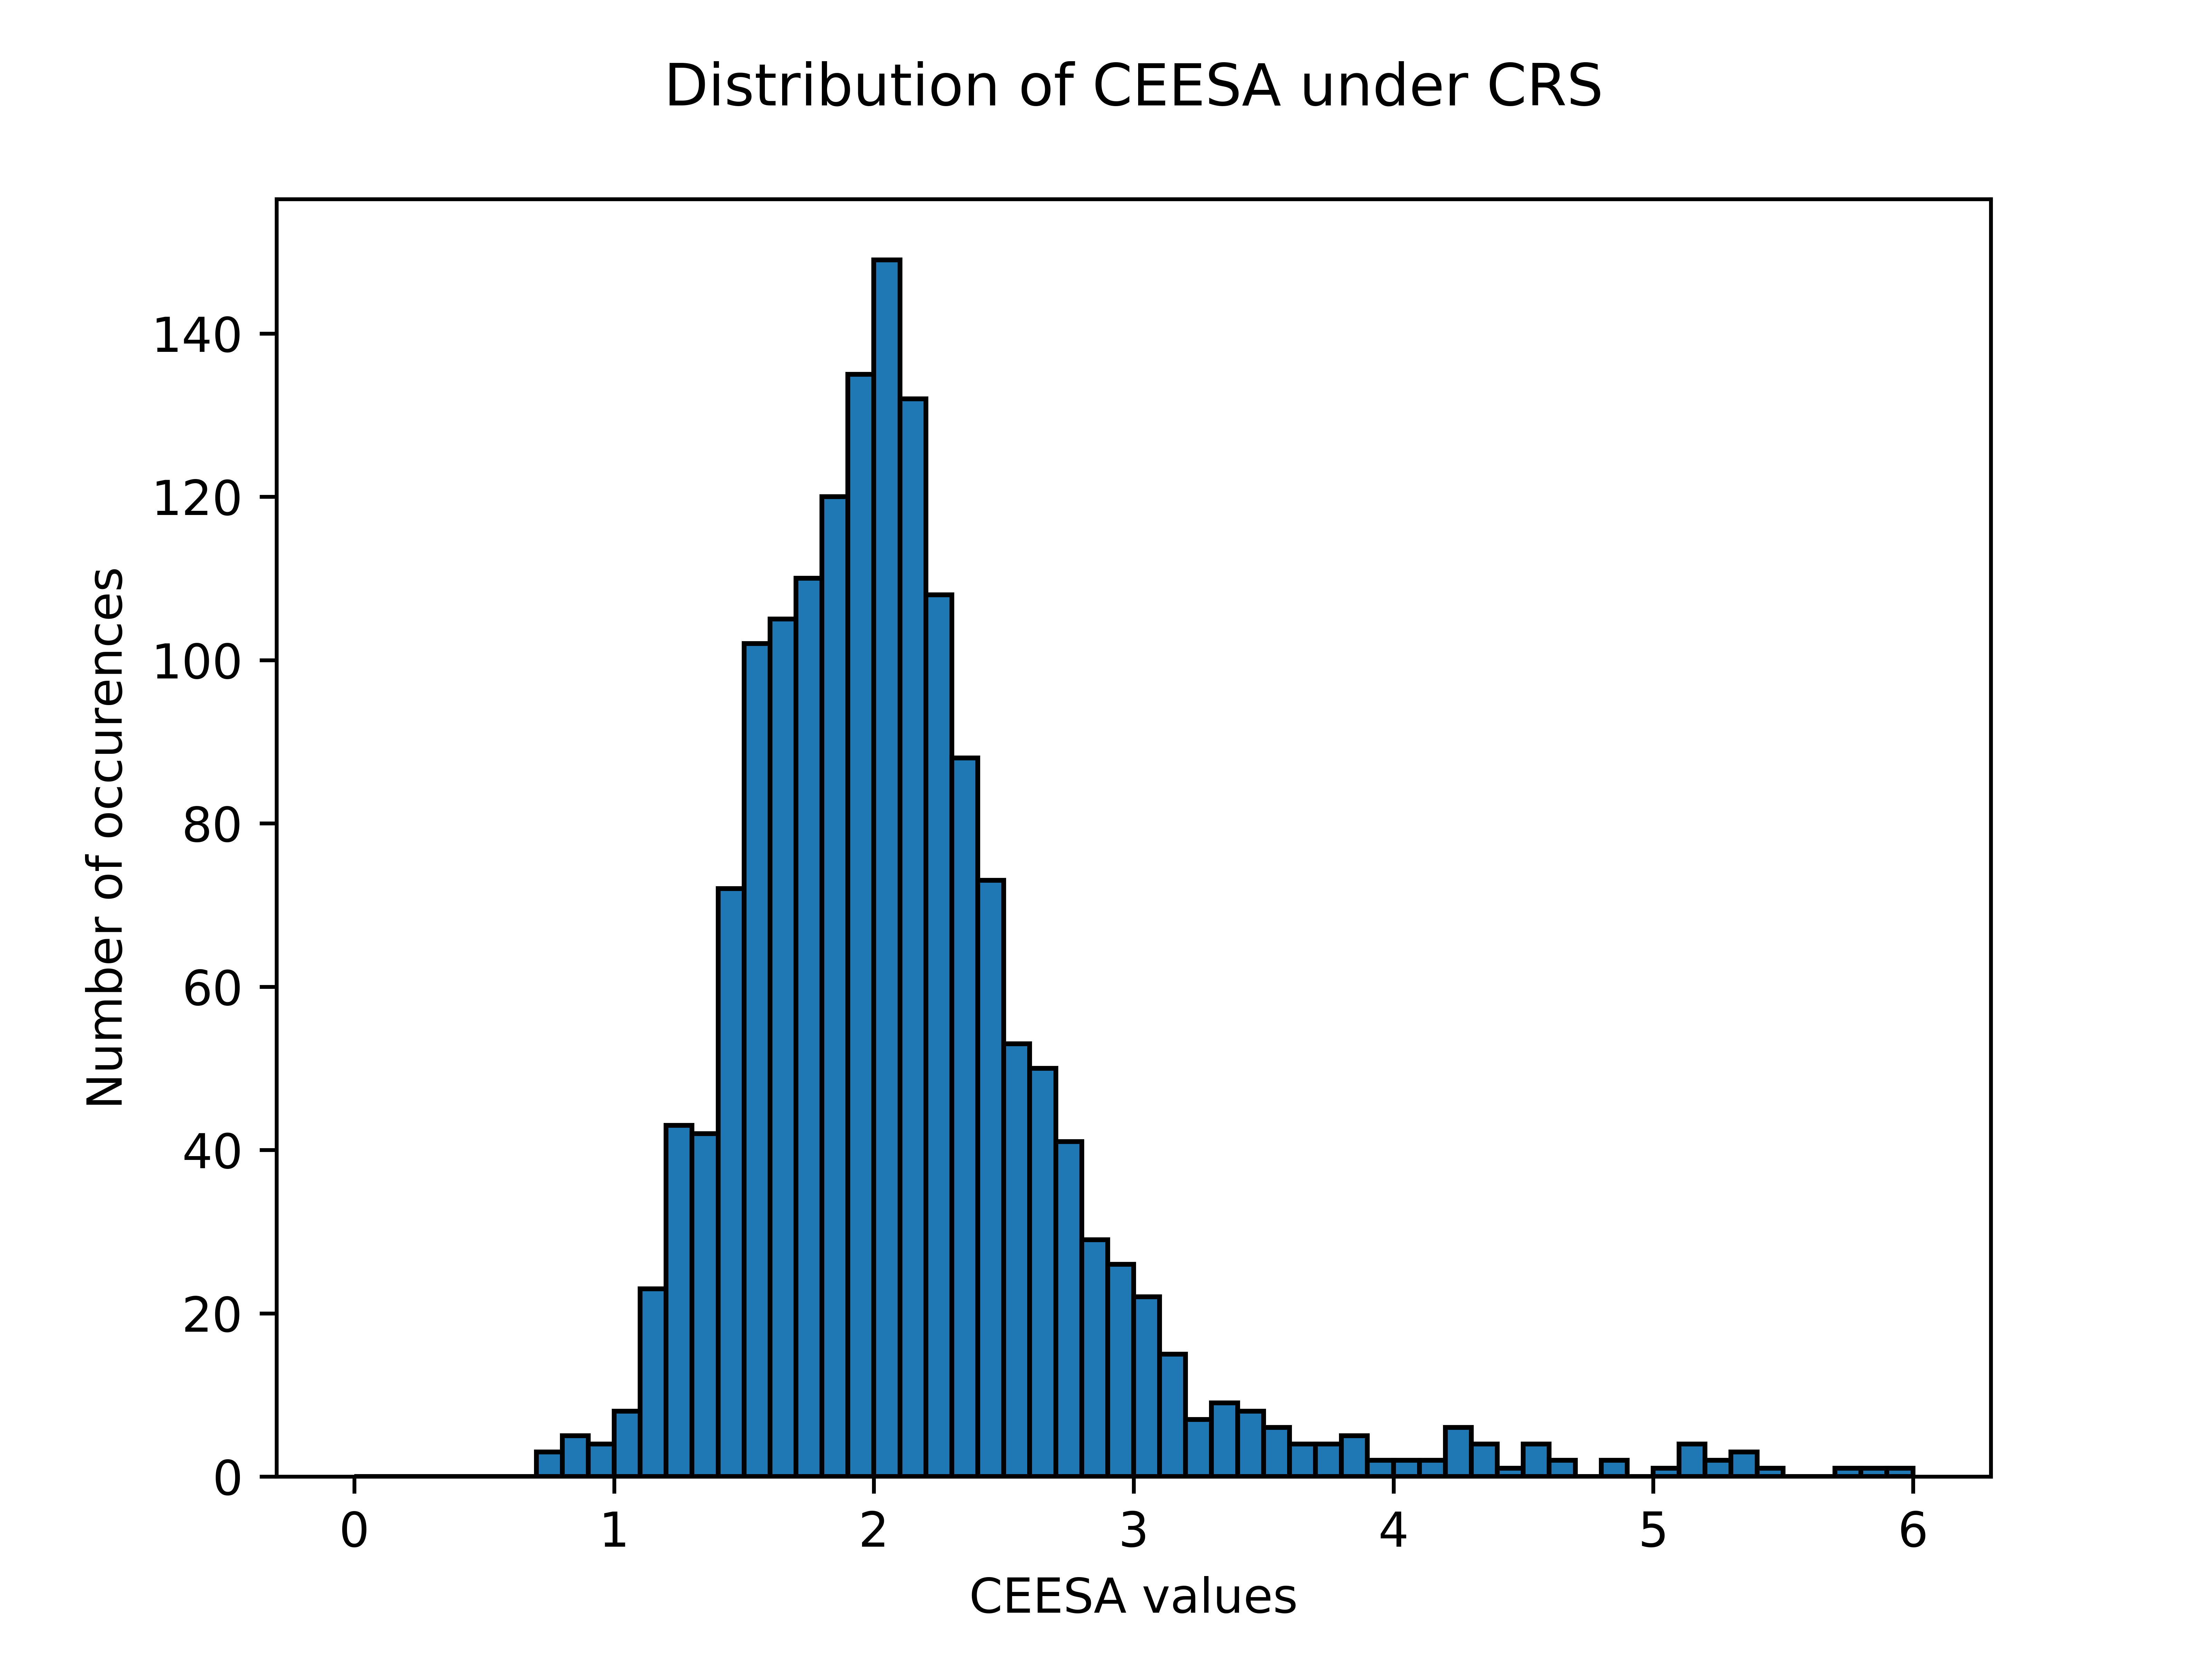 Distribution of CEESA under CRS
Number of occurences
140
120
100
80
60
40
20
0
0 1 2 3 4 5 6
CEESA values